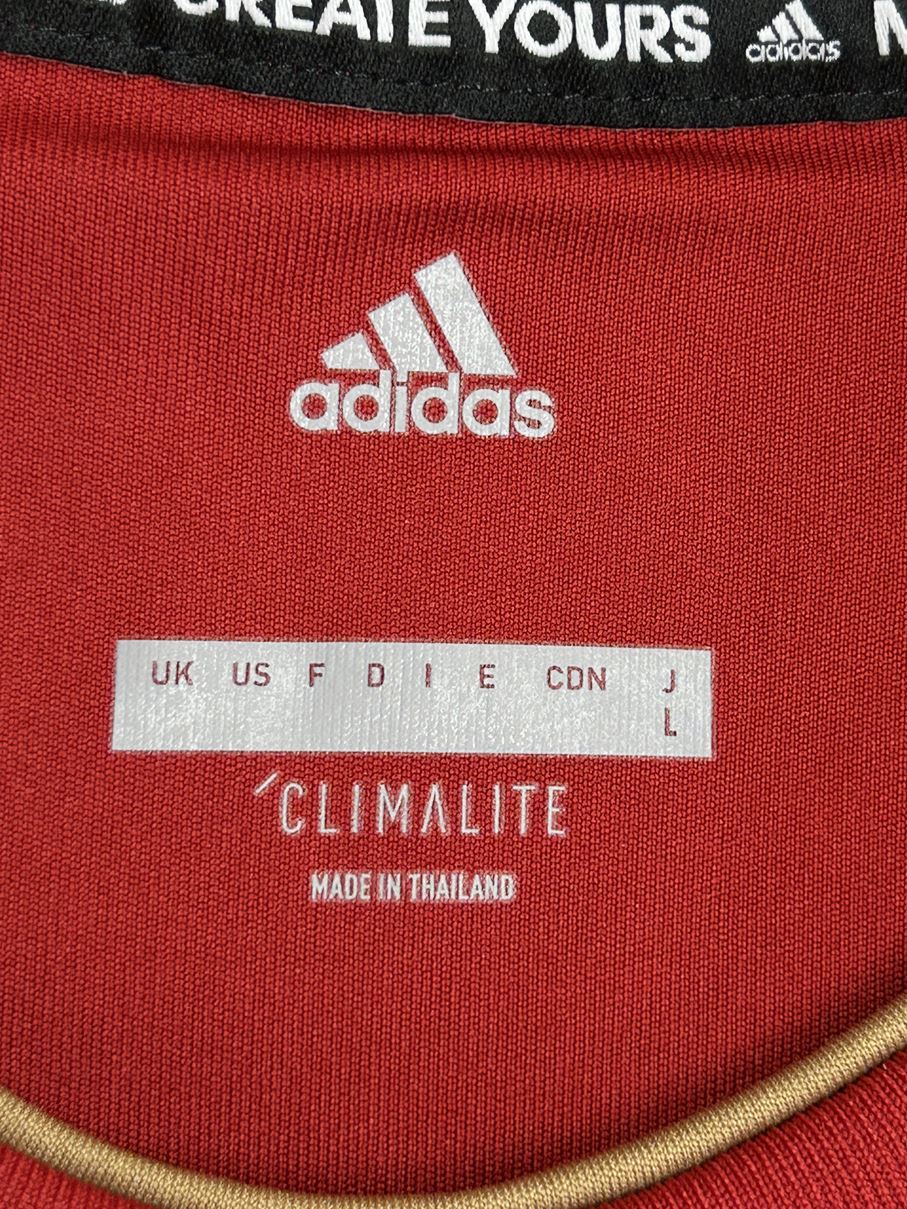 CREATE YOURS adidas
adidas
UK US F D I E CDN J
L
CLIMALITE
MADE IN THAILAND